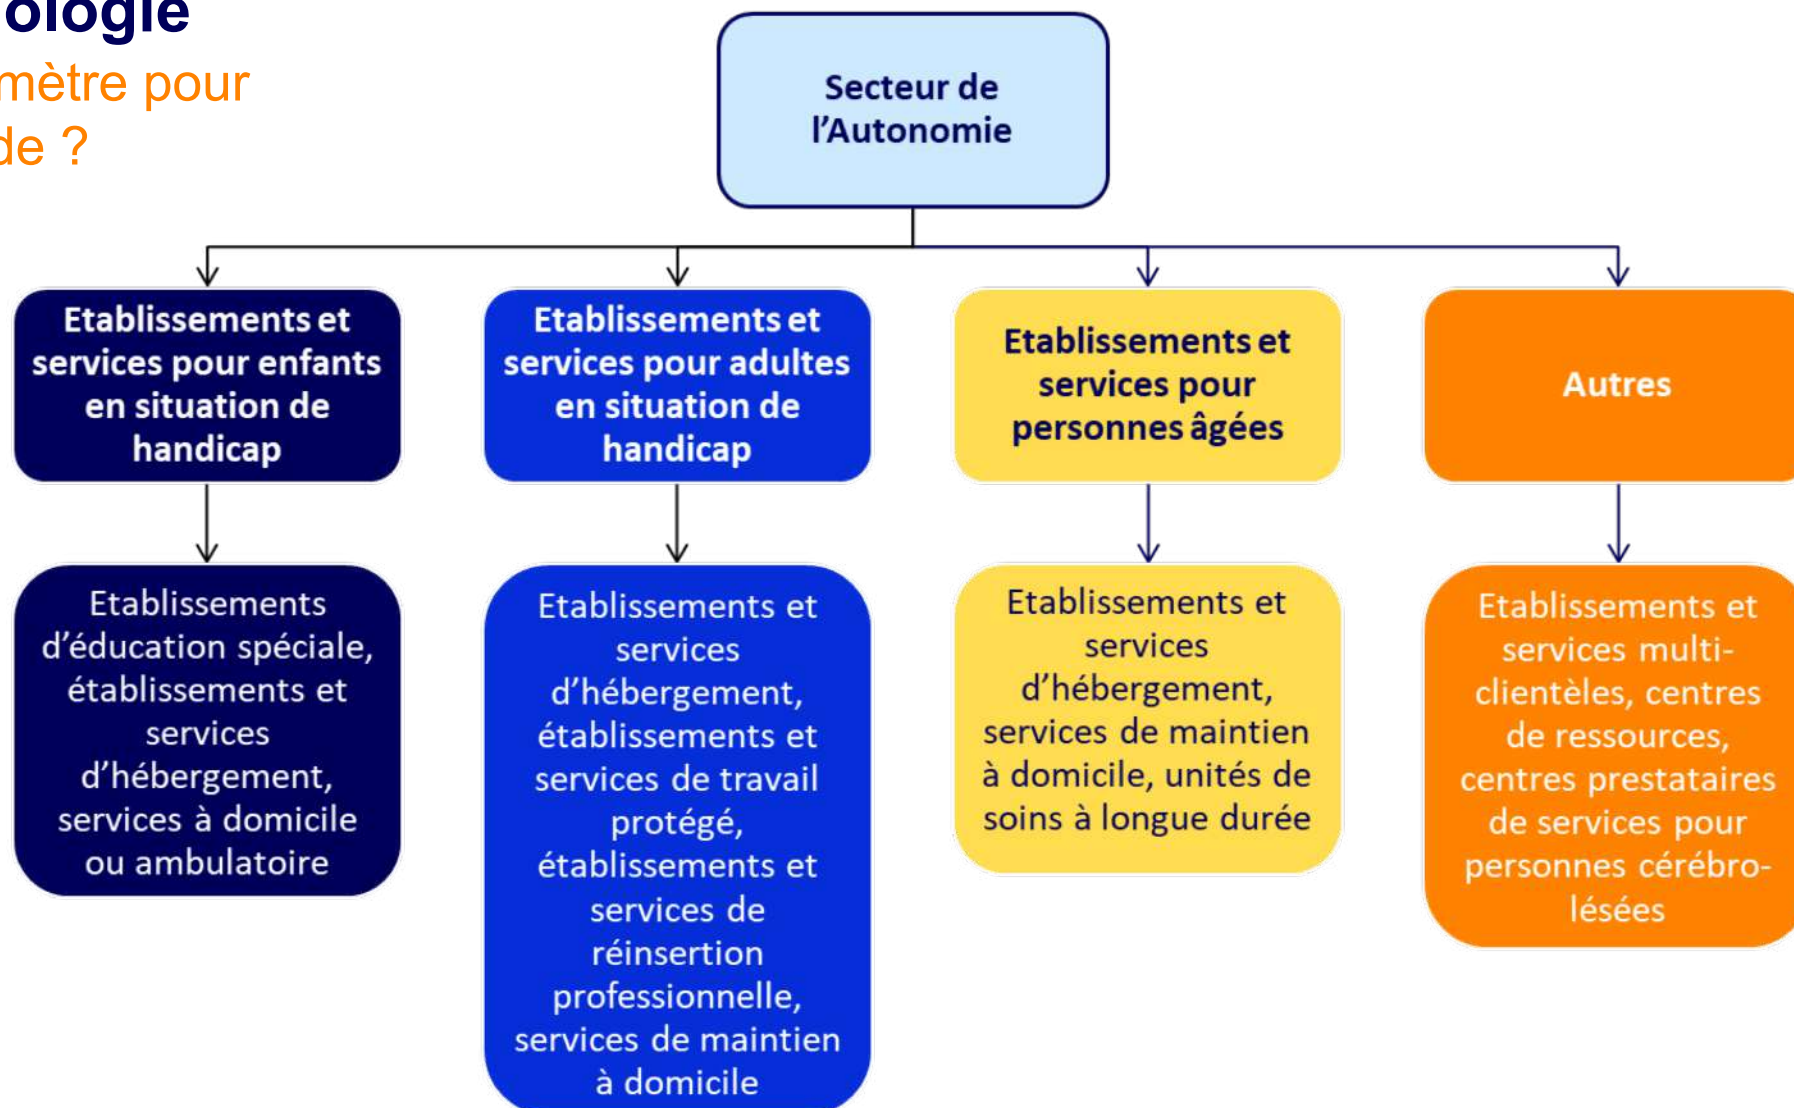 ologie
mètre pour
de ?
Secteur de
l'Autonomie
Etablissements et
services pour enfants
en situation de
handicap
Etablissements et
services pour adultes
en situation de
handicap
Etablissements et
services pour
personnes âgées
Autres
Etablissements
d'éducation spéciale,
établissements et
services
d'hébergement,
services à domicile
ou ambulatoire
Etablissements et
services
d'hébergement,
établissements et
services de travail
protégé,
établissements et
services de
réinsertion
professionnelle,
services de maintien
à domicile
Etablissements et
services
d'hébergement,
services de maintien
à domicile, unités de
soins à longue durée
Etablissements et
services multi-
clientèles, centres
de ressources,
centres prestataires
de services pour
personnes cérébro-
lésées